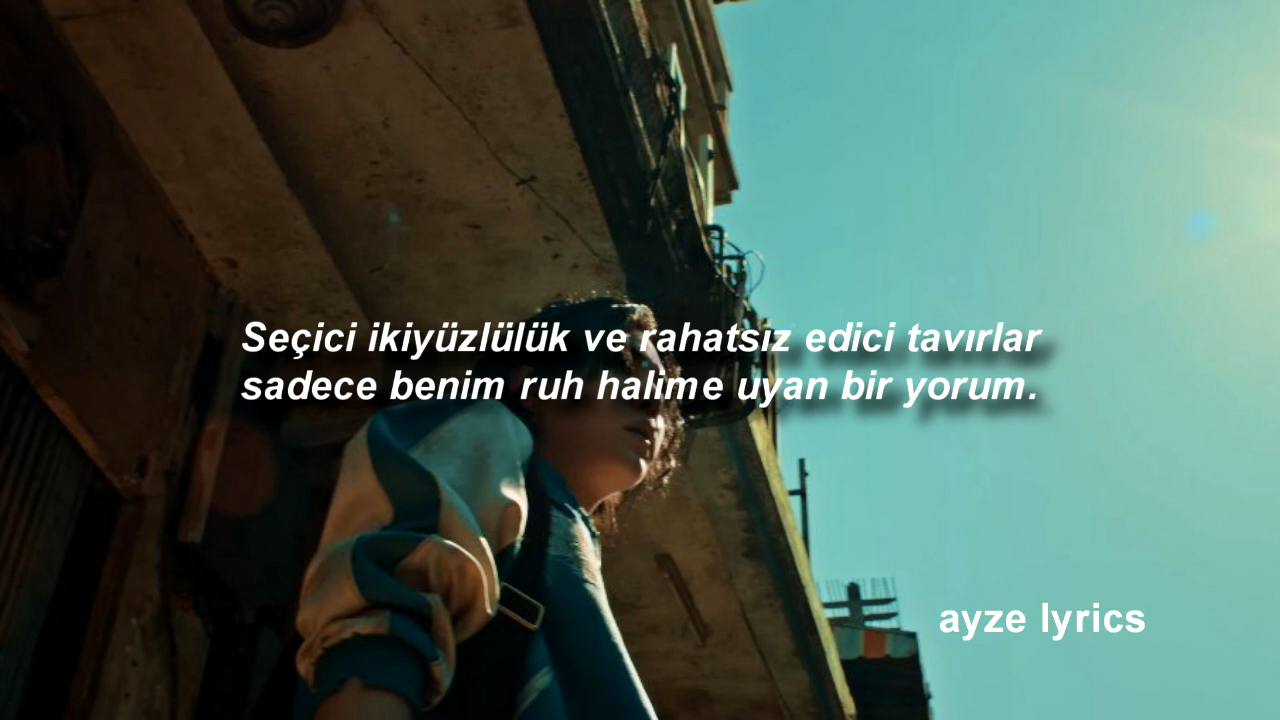 Seçici ikiyüzlülük ve rahatsız edici tavırlar
sadece benim ruh halime uyan bir yorum.
ayze lyrics